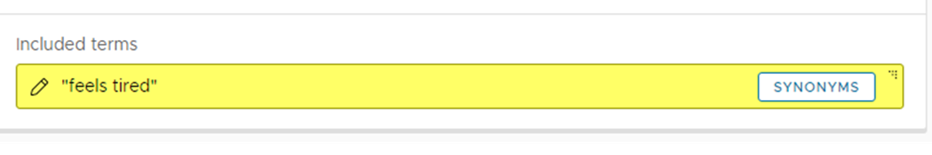 Included terms
"feels tired"
SYNONYMS